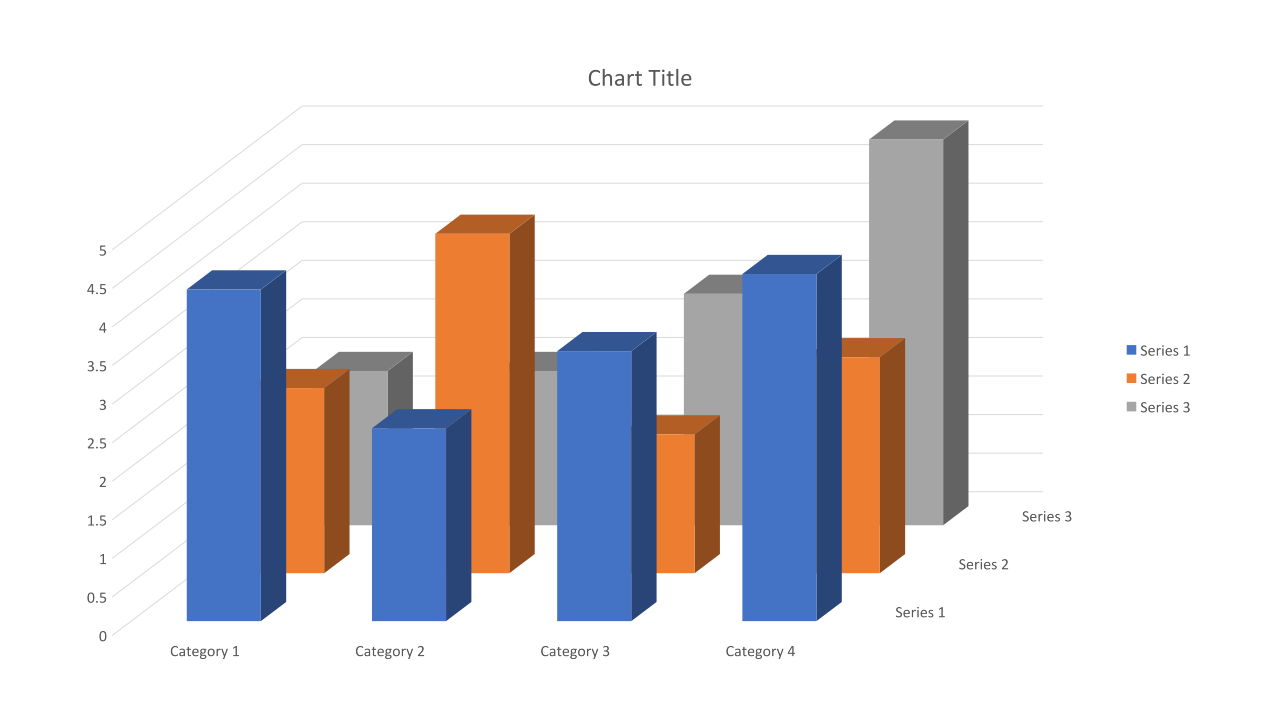 Chart Title
5
4.5
4
3.5
3
2.5
2
1.5
1
0.5
0
Category 1
Category 2
Category 3
Category 4
Series 1
Series 2
Series 3
Series 1
Series 2
Series 3